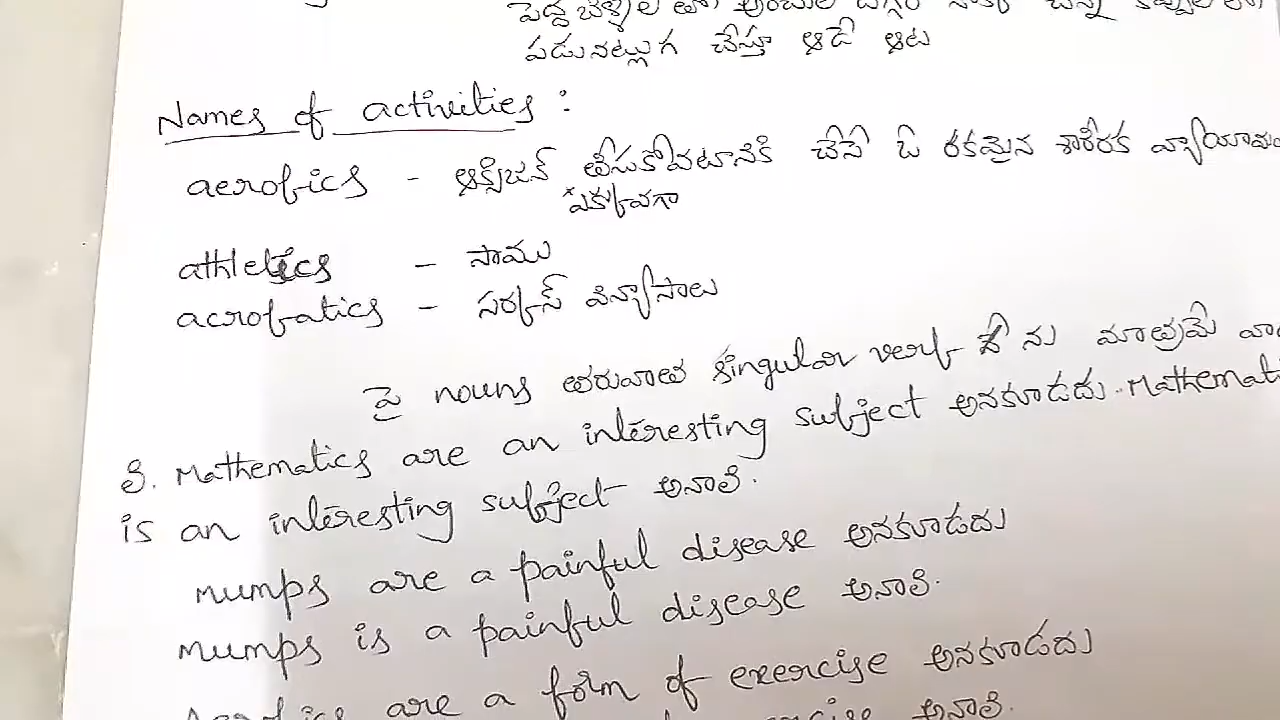 పడునట్లుగ చేస్తూ ఆడే ఆట
Names of activities :
aerobics - ఆక్సిజన్ తీసుకోవటానికి చేసే ఓ రకమైన శారీరక వ్యాయామం
ఎక్కువగా
athletics - సాము
acrobatics - సర్కస్ విన్యాసాలు
పై nouns తరువాత singular verb ను మాత్రమే
Mathematics are an interesting subject అనకూడదు. Mathemati
is an interesting subject అనాలి.
mumps are a painful disease అనకూడదు
mumps is a painful disease అనాలి.
are a form of exercise అనకూడదు
అనాలి.